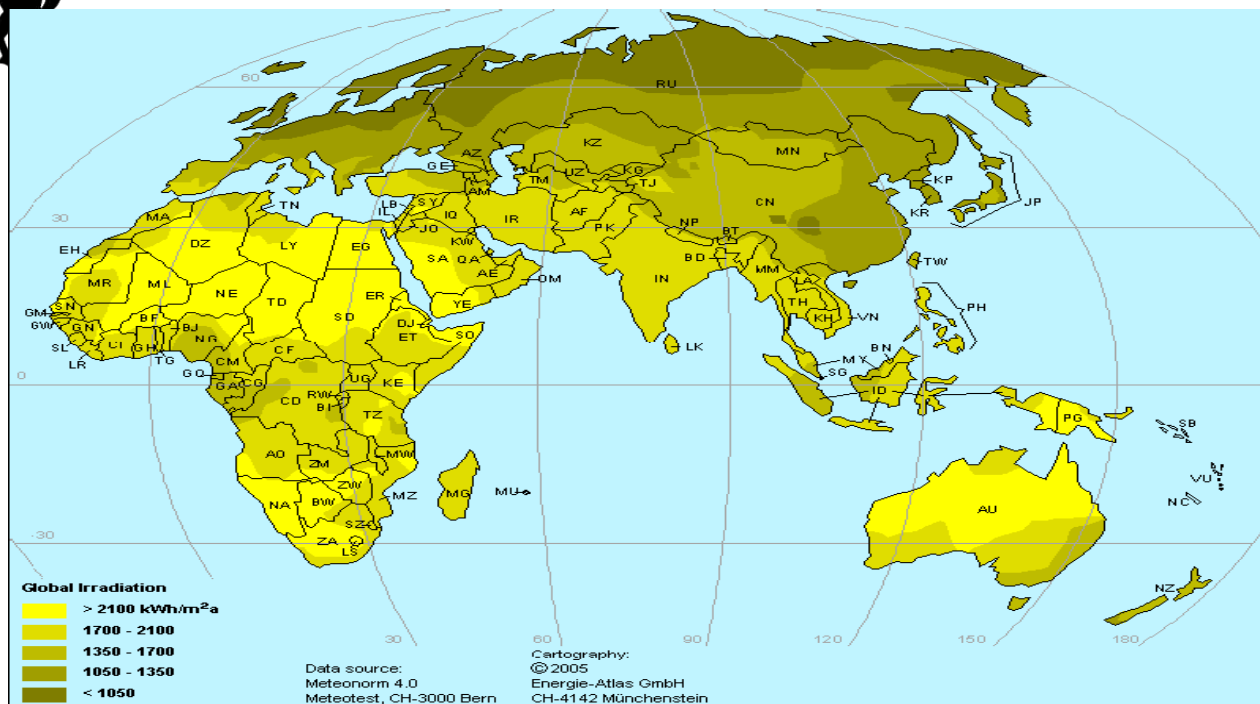 60
RU
KZ
MN
AZ
GE
UZ
KG
TM
TJ
AM
KP
CN
JP
KR
TN
LB
SY
IL
IQ
IR
AF
MA
30
JO
PK
NP
BT
DZ
LY
EG
KW
EH
SA
QA
BD
TW
AE
IN
MM
OM
LA
MR
ML
NE
TD
ER
YE
TH
SN
GM
BF
SD
KH
VN
PH
GW
GN
BJ
DJ
ET
SO
NG
CI
GH
LK
BN
SL
TG
CF
MY
LR
CM
SG
GQ
UG
KE
0
GA
CG
RW
ID
CD
BI
TZ
PG
SB
AO
MW
ZM
VU
ZW
MG
MU
NA
BW
MZ
NC
AU
SZ
-30
ZA
LS
NZ
Global Irradiation
> 2100 kWh/m²a
1700 - 2100
1350 - 1700
1050 - 1350
< 1050
30
60
90
120
150
180
Data source:
Meteonorm 4.0
Meteotest, CH-3000 Bern
Cartography:
©2005
Energie-Atlas GmbH
CH-4142 Münchenstein